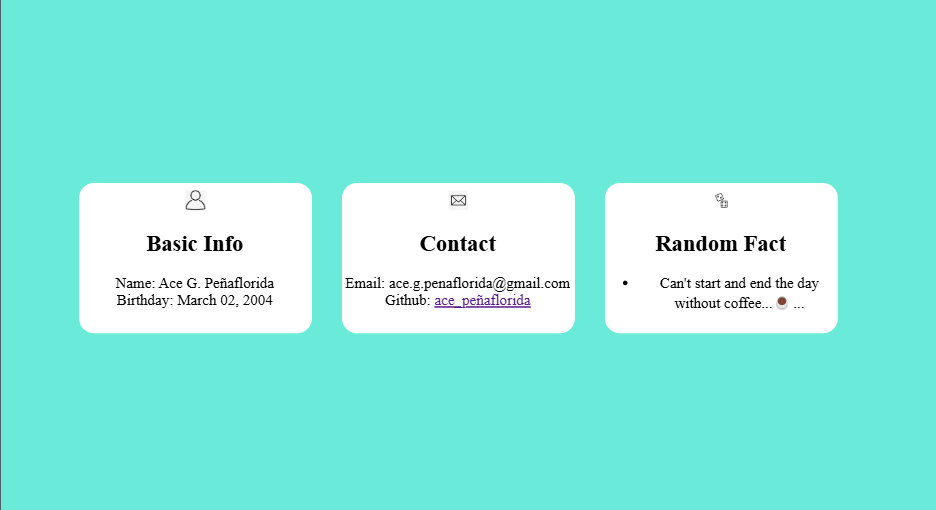 Basic Info
Name: Ace G. Peñaflorida
Birthday: March 02, 2004
Contact
Email: ace.g.penaflorida@gmail.com
Github: ace_peñaflorida
Random Fact
• Can't start and end the day
without coffee...☕ ...